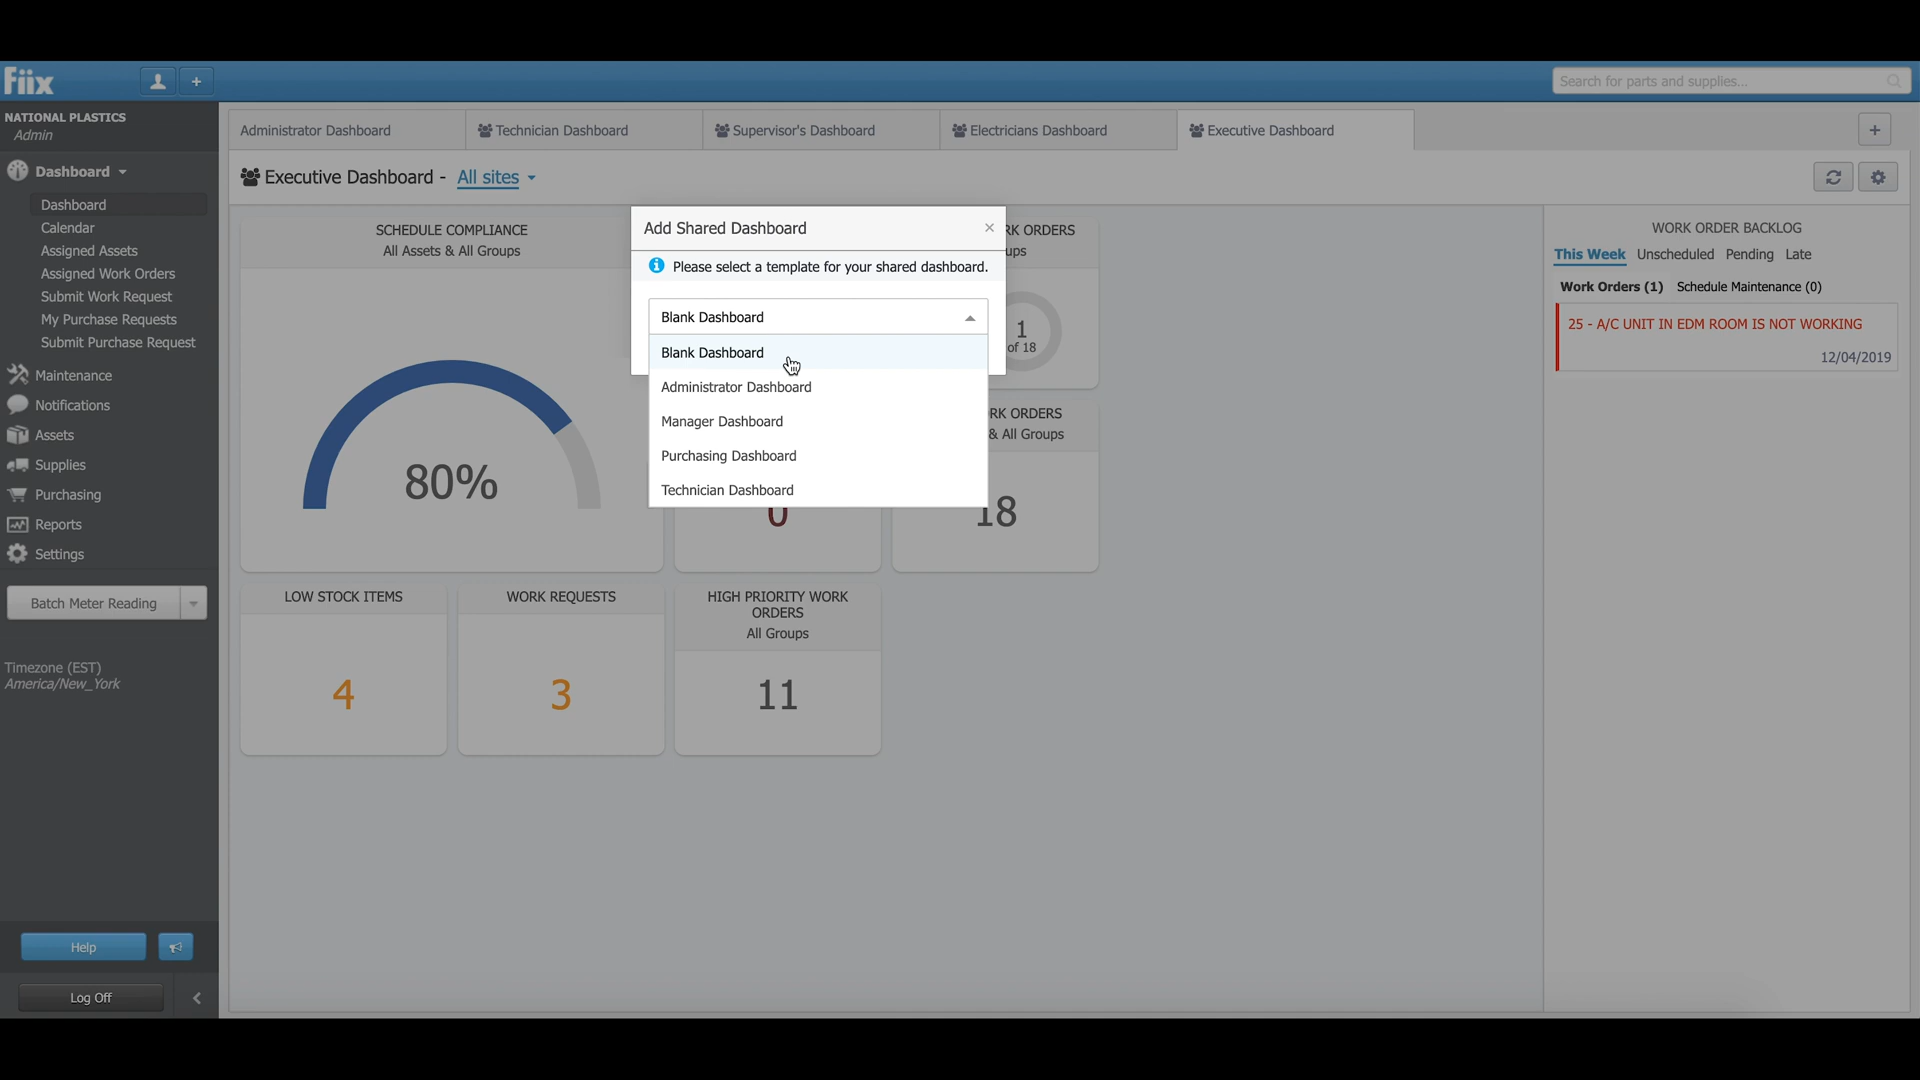 Fiix
Search for parts and supplies...
NATIONAL PLASTICS
Admin
Dashboard
Dashboard
Calendar
Assigned Assets
Assigned Work Orders
Submit Work Request
My Purchase Requests
Submit Purchase Request
Maintenance
Notifications
Assets
Supplies
Purchasing
Reports
Settings
Batch Meter Reading
Timezone (EST)
America/New_York
Help
Log Off
Administrator Dashboard
Technician Dashboard
Supervisor's Dashboard
Electricians Dashboard
Executive Dashboard
+
Executive Dashboard - All sites
SCHEDULE COMPLIANCE
All Assets & All Groups
80%
Add Shared Dashboard
×
Please select a template for your shared dashboard.
Blank Dashboard
Blank Dashboard
Administrator Dashboard
Manager Dashboard
Purchasing Dashboard
Technician Dashboard
ORDERS
1
of 18
ORDERS
& All Groups
0
18
LOW STOCK ITEMS
4
WORK REQUESTS
3
HIGH PRIORITY WORK
ORDERS
All Groups
11
WORK ORDER BACKLOG
This Week Unscheduled Pending Late
Work Orders (1) Schedule Maintenance (0)
25 - A/C UNIT IN EDM ROOM IS NOT WORKING
12/04/2019